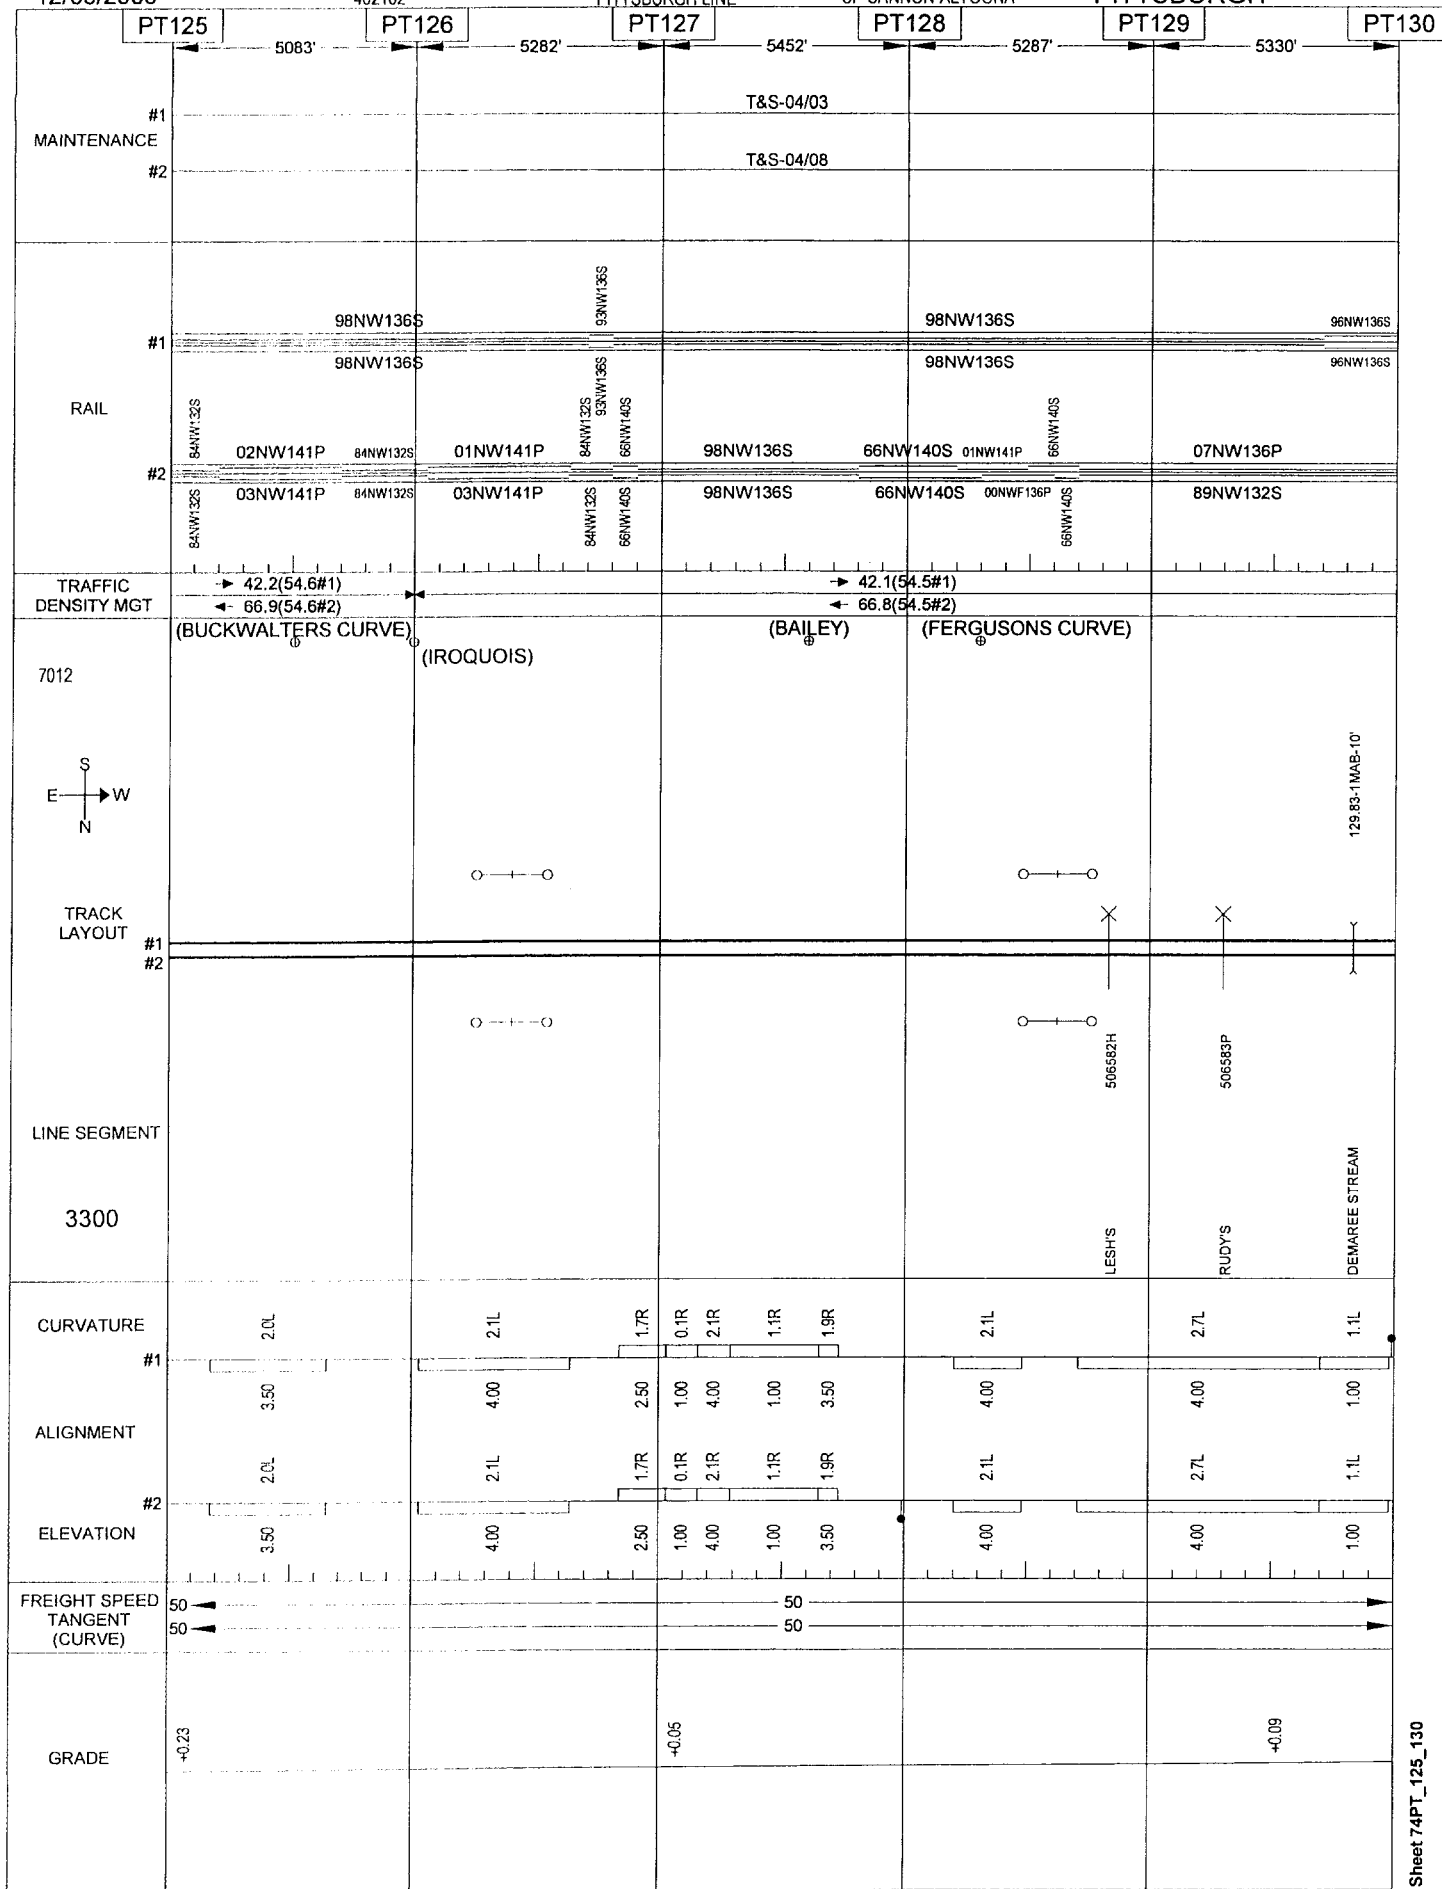 PT125 PT126 PT127 PT128 PT129 PT130
5083' 5282' 5452' 5287' 5330'
#1 T&S-04/03
MAINTENANCE
#2 T&S-04/08
93NW136S
98NW136S 98NW136S 96NW136S
#1
98NW136S 93NW136S 98NW136S 96NW136S
RAIL
84NW132S 84NW132S 66NW140S 66NW140S
02NW141P 84NW132S 01NW141P 98NW136S 66NW140S 01NW141P 07NW136P
#2
03NW141P 84NW132S 03NW141P 98NW136S 66NW140S 00NWF136P 89NW132S
84NW132S 84NW132S 66NW140S 66NW140S
TRAFFIC
DENSITY MGT
42.2(54.6#1) 42.1(54.5#1)
66.9(54.6#2) 66.8(54.5#2)
(BUCKWALTERS CURVE) (BAILEY) (FERGUSONS CURVE)
(IROQUOIS)
7012
S
E W
N
129.83-1MAB-10'
TRACK
LAYOUT
#1
#2
506582H 506583P
LINE SEGMENT
3300
LESH'S RUDY'S DEMAREE STREAM
CURVATURE
2.0L 2.1L 1.7R 0.1R 2.1R 1.1R 1.9R 2.1L 2.7L 1.1L
#1
3.50 4.00 2.50 1.00 4.00 1.00 3.50 4.00 4.00 1.00
ALIGNMENT
2.0L 2.1L 1.7R 0.1R 2.1R 1.1R 1.9R 2.1L 2.7L 1.1L
#2
ELEVATION
3.50 4.00 2.50 1.00 4.00 1.00 3.50 4.00 4.00 1.00
FREIGHT SPEED
TANGENT
(CURVE)
50 50
50 50
GRADE
+0.23 +0.05 +0.09
Sheet 74PT_125_130